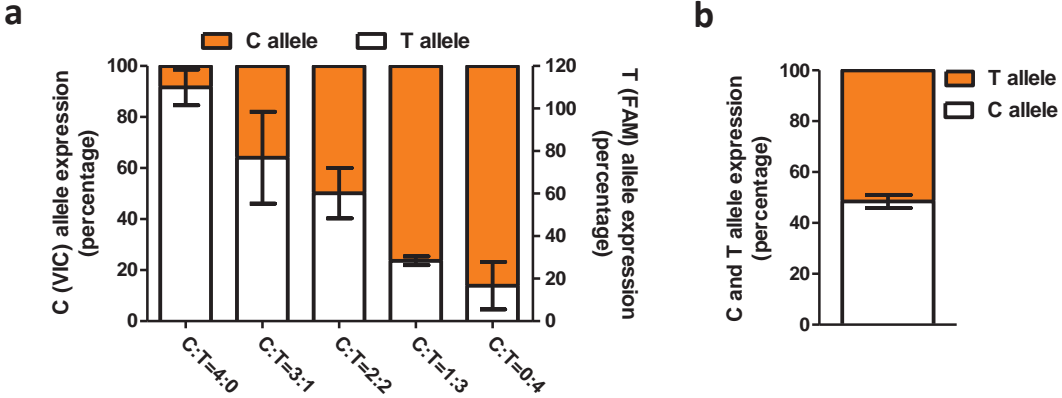 a
C allele
T allele
C (VIC) allele expression
(percentage)
100
80
60
40
20
0
120
100
80
60
40
20
0
T (FAM) allele expression
(percentage)
C:T=4:0
C:T=3:1
C:T=2:2
C:T=1:3
C:T=0:4
b
T allele
C allele
C and T allele expression
(percentage)
100
80
60
40
20
0